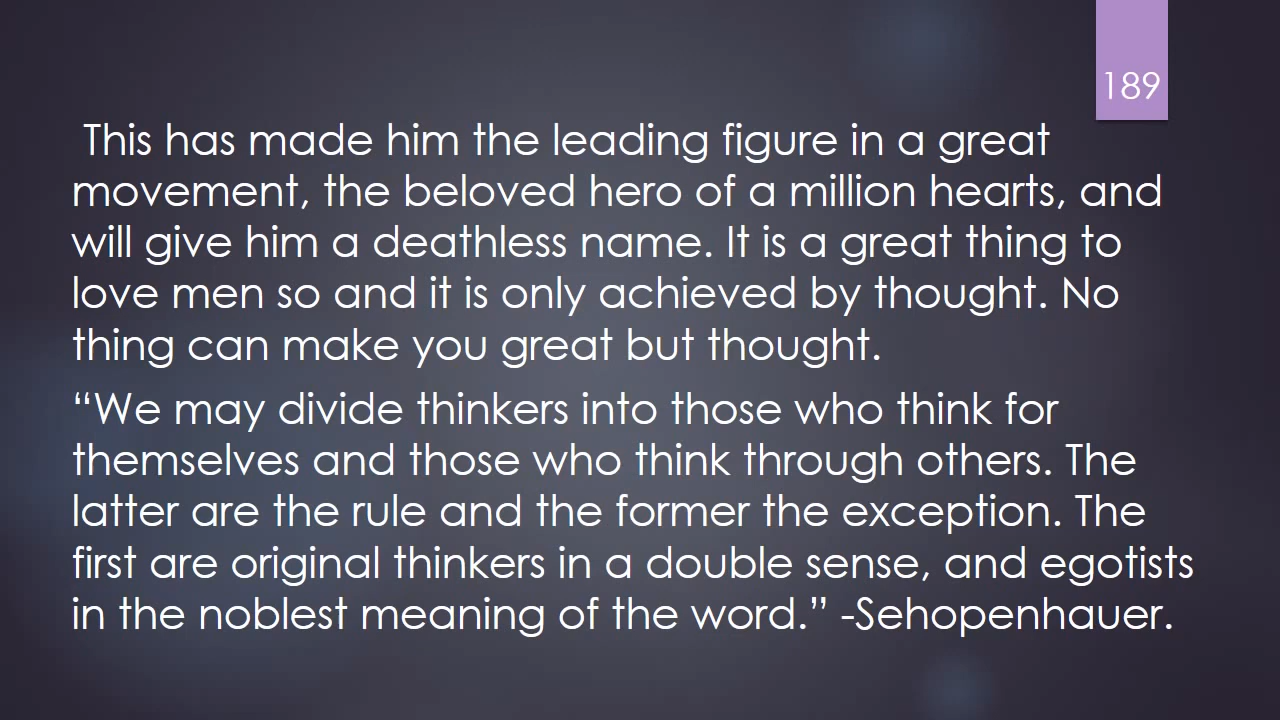 189
This has made him the leading figure in a great
movement, the beloved hero of a million hearts, and
will give him a deathless name. It is a great thing to
love men so and it is only achieved by thought. No
thing can make you great but thought.
“We may divide thinkers into those who think for
themselves and those who think through others. The
latter are the rule and the former the exception. The
first are original thinkers in a double sense, and egotists
in the noblest meaning of the word.” -Sehopenhauer.